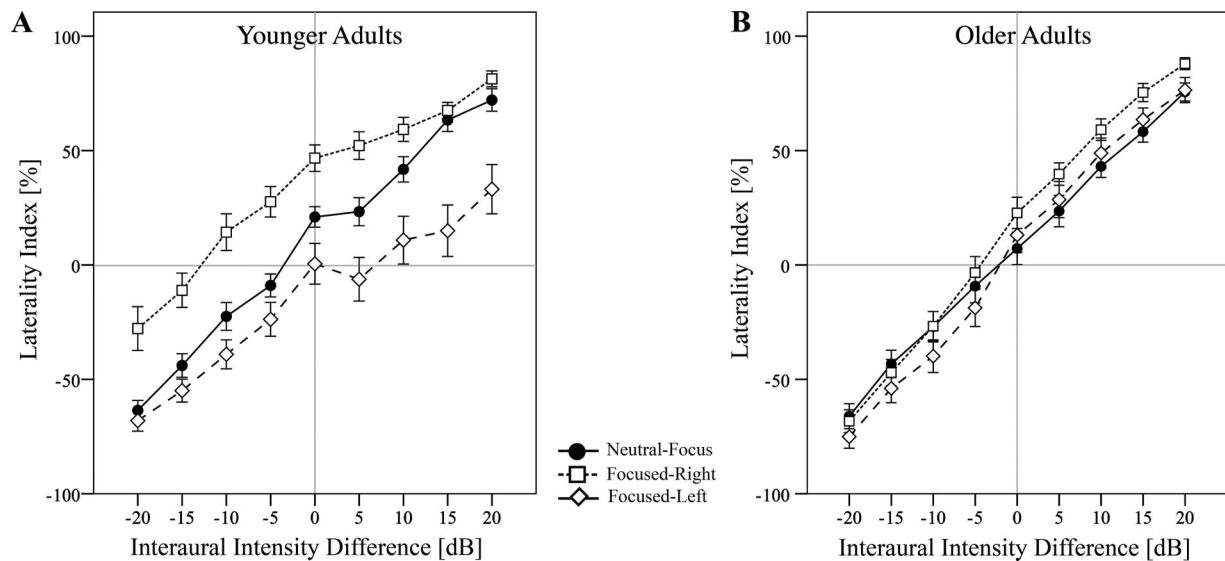 A
Younger Adults
100
50
0
-50
-100
Laterality Index [%]
-20 -15 -10 -5 0 5 10 15 20
Interaural Intensity Difference [dB]
Neutral-Focus
Focused-Right
Focused-Left
B
Older Adults
100
50
0
-50
-100
Laterality Index [%]
-20 -15 -10 -5 0 5 10 15 20
Interaural Intensity Difference [dB]